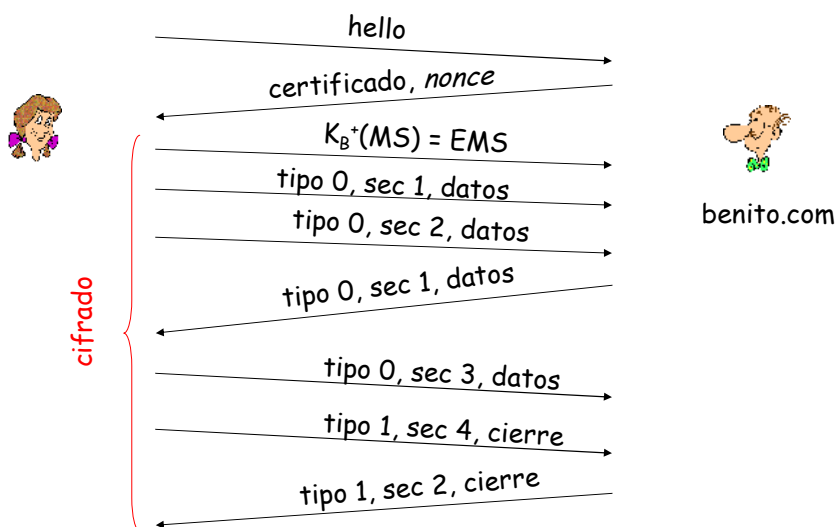 hello
certificado, nonce
K_B^+(MS) = EMS
tipo 0, sec 1, datos
tipo 0, sec 2, datos
benito.com
tipo 0, sec 1, datos
cifrado
tipo 0, sec 3, datos
tipo 1, sec 4, cierre
tipo 1, sec 2, cierre